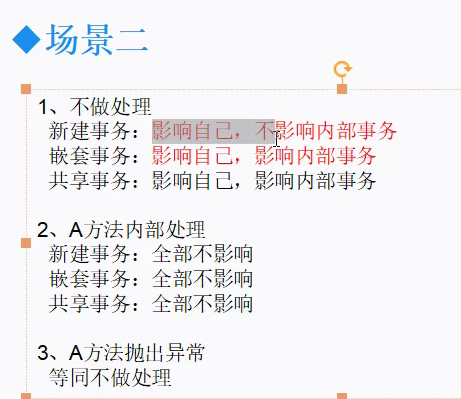 ◆场景二
1、不做处理
新建事务：影响自己，不影响内部事务
嵌套事务：影响自己，影响内部事务
共享事务：影响自己，影响内部事务
2、A方法内部处理
新建事务：全部不影响
嵌套事务：全部不影响
共享事务：全部不影响
3、A方法抛出异常
等同不做处理